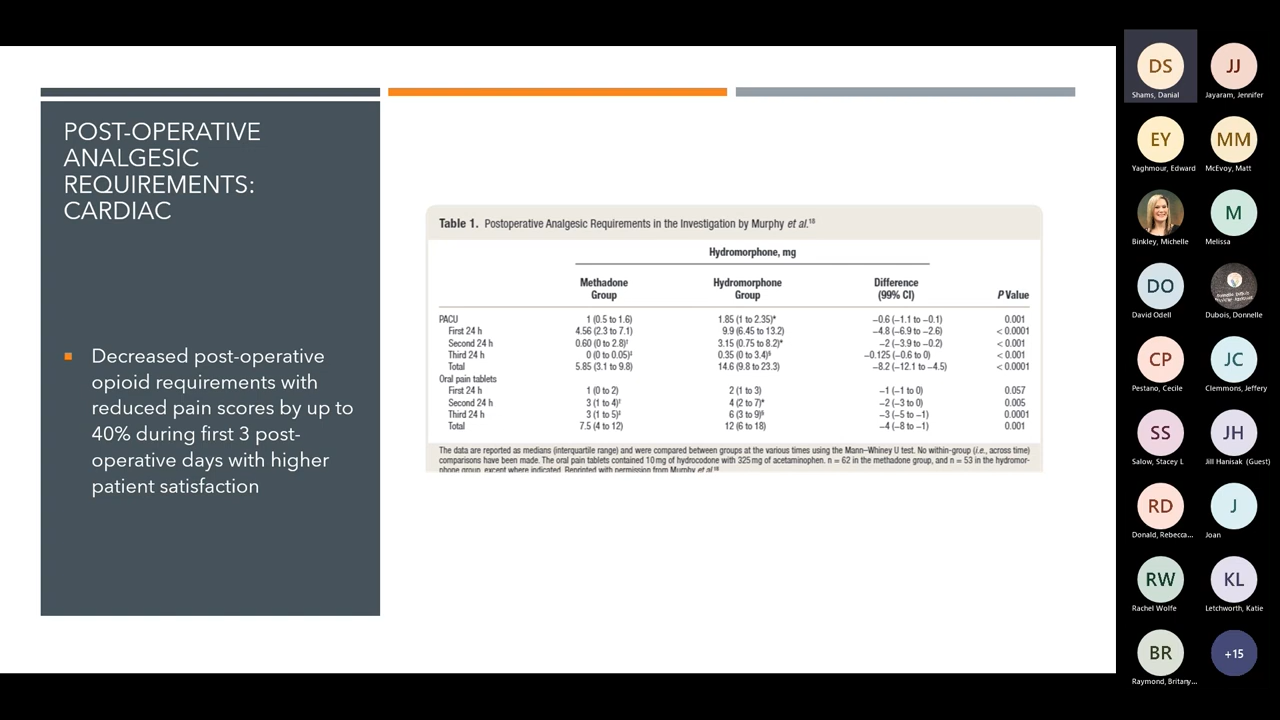 POST-OPERATIVE
ANALGESIC
REQUIREMENTS:
CARDIAC
Decreased post-operative
opioid requirements with
reduced pain scores by up to
40% during first 3 post-
operative days with higher
patient satisfaction
Table 1. Postoperative Analgesic Requirements in the Investigation by Murphy et al.¹⁸
Hydromorphone, mg
Methadone Group Hydromorphone Group Difference (99% CI) P Value
PACU 1 (0.5 to 1.6) 1.85 (1 to 2.35)* −0.6 (−1.1 to −0.1) 0.001
First 24 h 4.56 (2.3 to 7.1) 9.9 (6.45 to 13.2) −4.8 (−6.9 to −2.6) < 0.0001
Second 24 h 0.60 (0 to 2.8)† 3.15 (0.75 to 8.2)* −2 (−3.9 to −0.2) < 0.001
Third 24 h 0 (0 to 0.05)‡ 0.35 (0 to 3.4)§ −0.125 (−0.6 to 0) < 0.001
Total 5.85 (3.1 to 9.8) 14.6 (9.8 to 23.3) −8.2 (−12.1 to −4.5) < 0.0001
Oral pain tablets
First 24 h 1 (0 to 2) 2 (1 to 3) −1 (−1 to 0) 0.057
Second 24 h 3 (1 to 4)† 4 (2 to 7)* −2 (−3 to 0) 0.005
Third 24 h 3 (1 to 5)‡ 6 (3 to 9)§ −3 (−5 to −1) 0.0001
Total 7.5 (4 to 12) 12 (6 to 18) −4 (−8 to −1) 0.001
The data are reported as medians (interquartile range) and were compared between groups at the various times using the Mann–Whiney U test. No within-group (i.e., across time)
comparisons have been made. The oral pain tablets contained 10 mg of hydrocodone with 325 mg of acetaminophen. n = 62 in the methadone group, and n = 53 in the hydromor-
phone group, except where indicated. Reprinted with permission from Murphy et al.¹⁸
DS JJ
Shams, Danial Jayaram, Jennifer
EY MM
Yaghmour, Edward McEvoy, Matt
M
Binkley, Michelle Melissa
DO
David Odell Dubois, Donnelle
CP JC
Pestano, Cecile Clemmons, Jeffery
SS JH
Salow, Stacey L Jill Hanisak (Guest)
RD J
Donald, Rebecca... Joan
RW KL
Rachel Wolfe Letchworth, Katie
BR +15
Raymond, Britany...